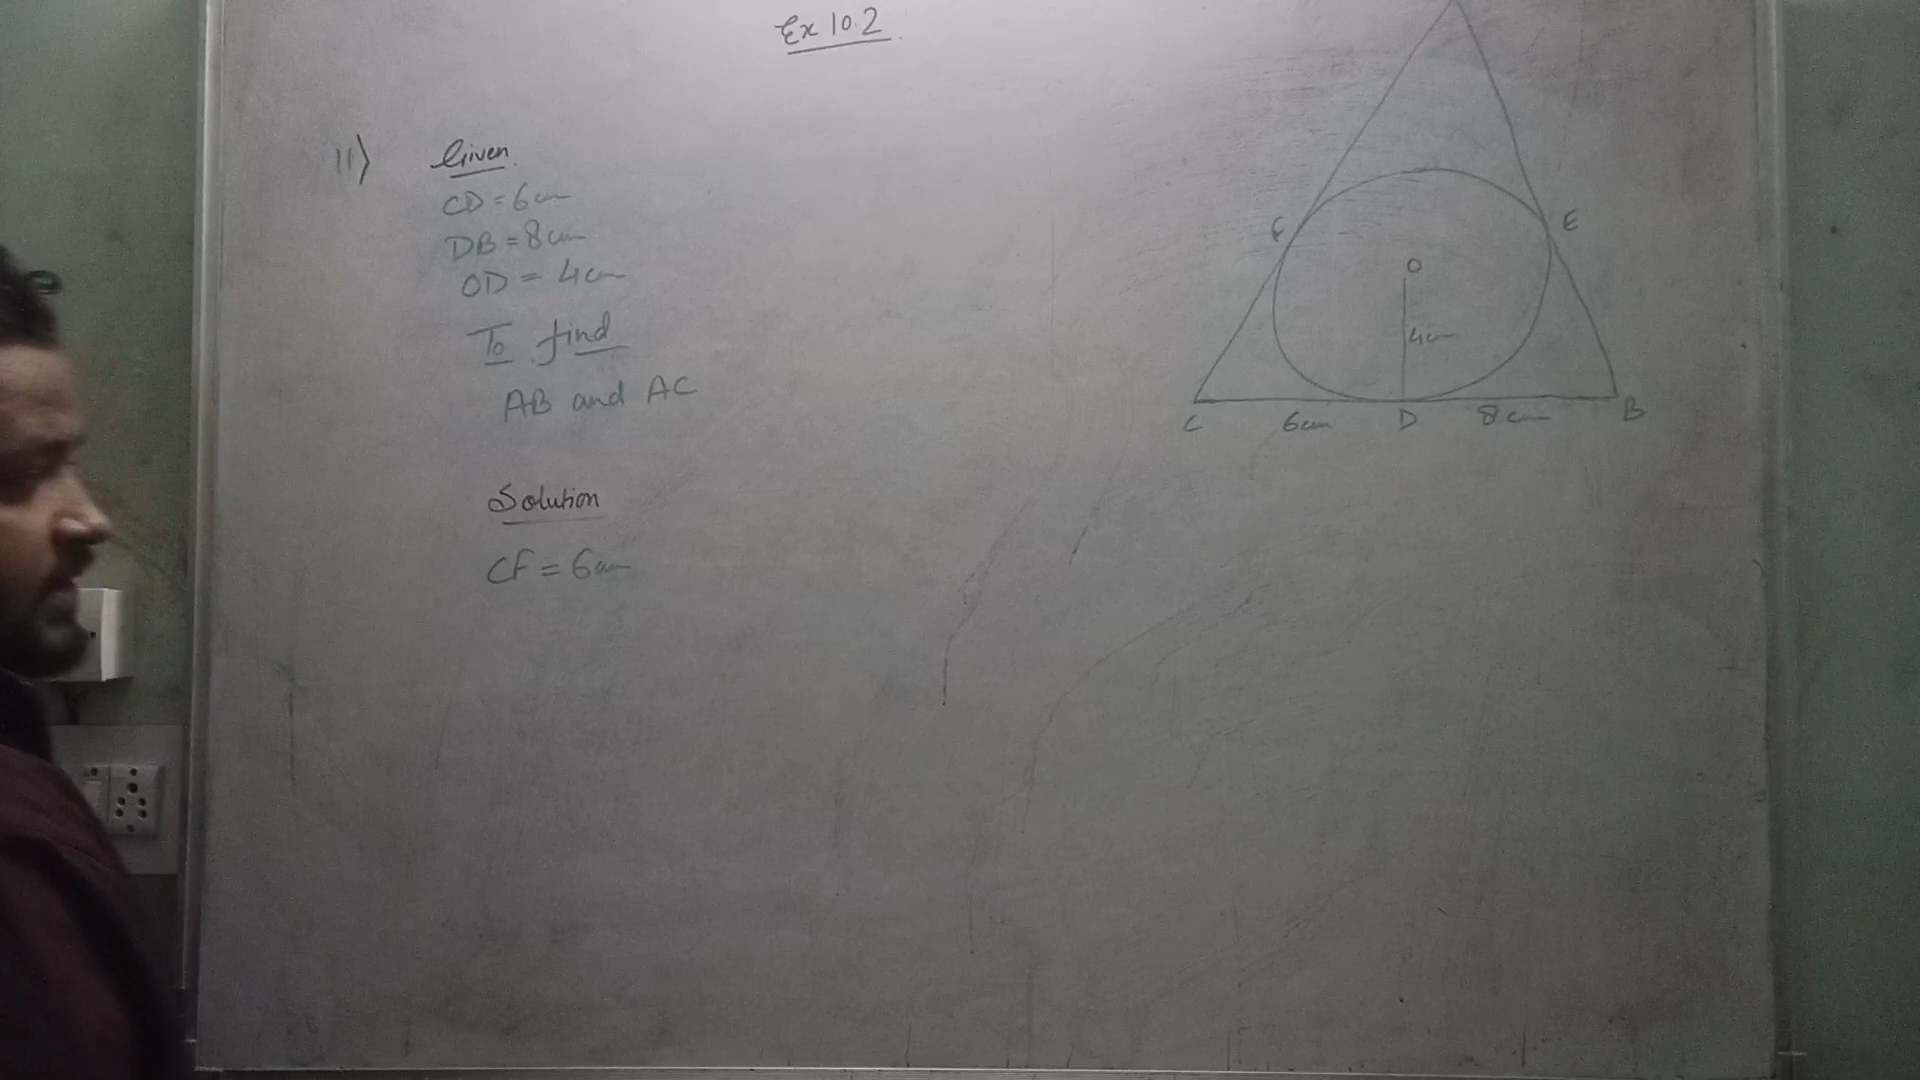 Ex 10.2
11) Given
CD = 6cm
DB = 8cm
OD = 4cm
To find
AB and AC
Solution
CF = 6cm
F
E
O
4cm
C
6cm
D
8cm
B